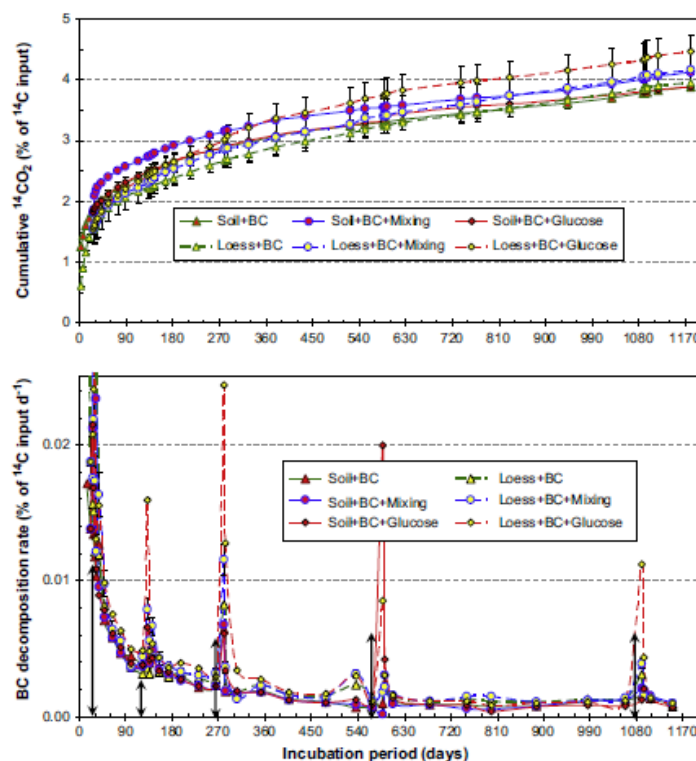 Cumulative ¹⁴CO₂ (% of ¹⁴C input)
5
4
3
2
1
0
Soil+BC
Soil+BC+Mixing
Soil+BC+Glucose
Loess+BC
Loess+BC+Mixing
Loess+BC+Glucose
0 90 180 270 360 450 540 630 720 810 900 990 1080 1170
BC decomposition rate (% of ¹⁴C input d⁻¹)
0.02
0.01
0.00
Soil+BC
Loess+BC
Soil+BC+Mixing
Loess+BC+Mixing
Soil+BC+Glucose
Loess+BC+Glucose
0 90 180 270 360 450 540 630 720 810 900 990 1080 1170
Incubation period (days)